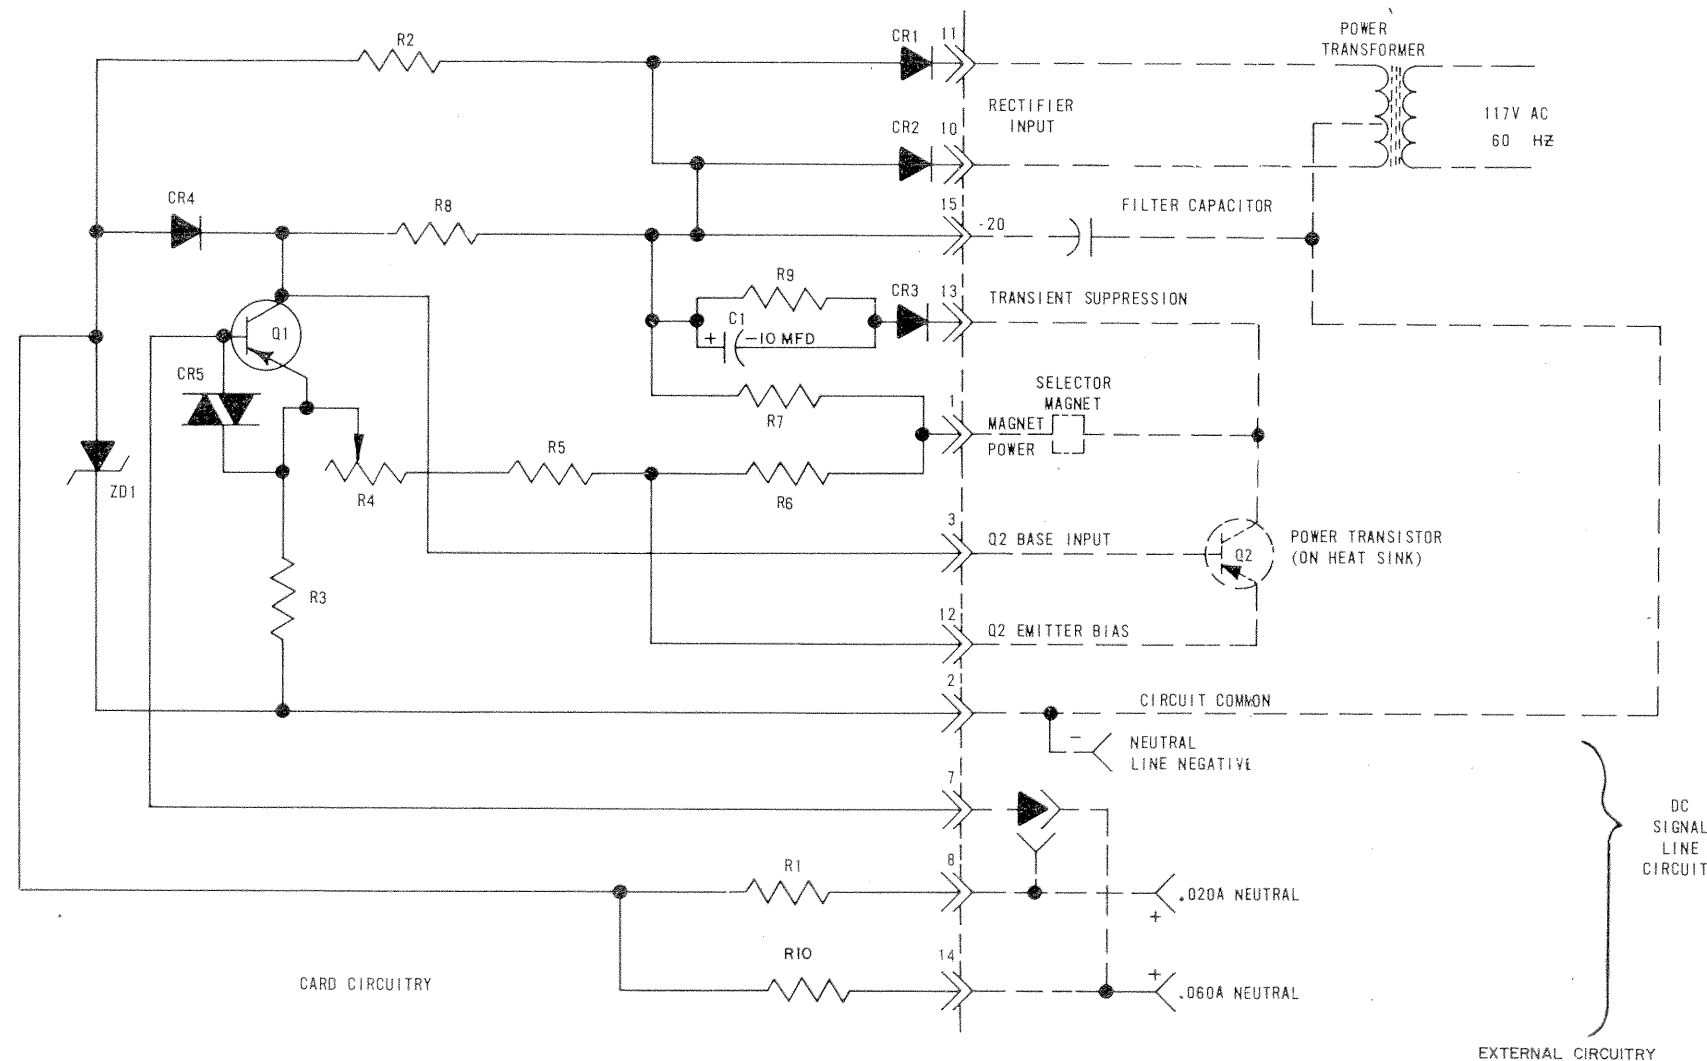 POWER
TRANSFORMER
117V AC
60 HZ
R2
CR1
11
RECTIFIER
INPUT
CR2
10
CR4
R8
15
-20
FILTER CAPACITOR
R9
CR3
13
TRANSIENT SUPPRESSION
C1
+
-10 MFD
Q1
CR5
R7
1
SELECTOR
MAGNET
MAGNET
POWER
R5
R4
R6
ZD1
3
Q2 BASE INPUT
Q2
POWER TRANSISTOR
(ON HEAT SINK)
R3
12
Q2 EMITTER BIAS
2
CIRCUIT COMMON
-
NEUTRAL
LINE NEGATIVE
7
8
R1
.020A NEUTRAL
+
DC
SIGNAL
LINE
CIRCUIT
R10
14
+
.060A NEUTRAL
CARD CIRCUITRY
EXTERNAL CIRCUITRY